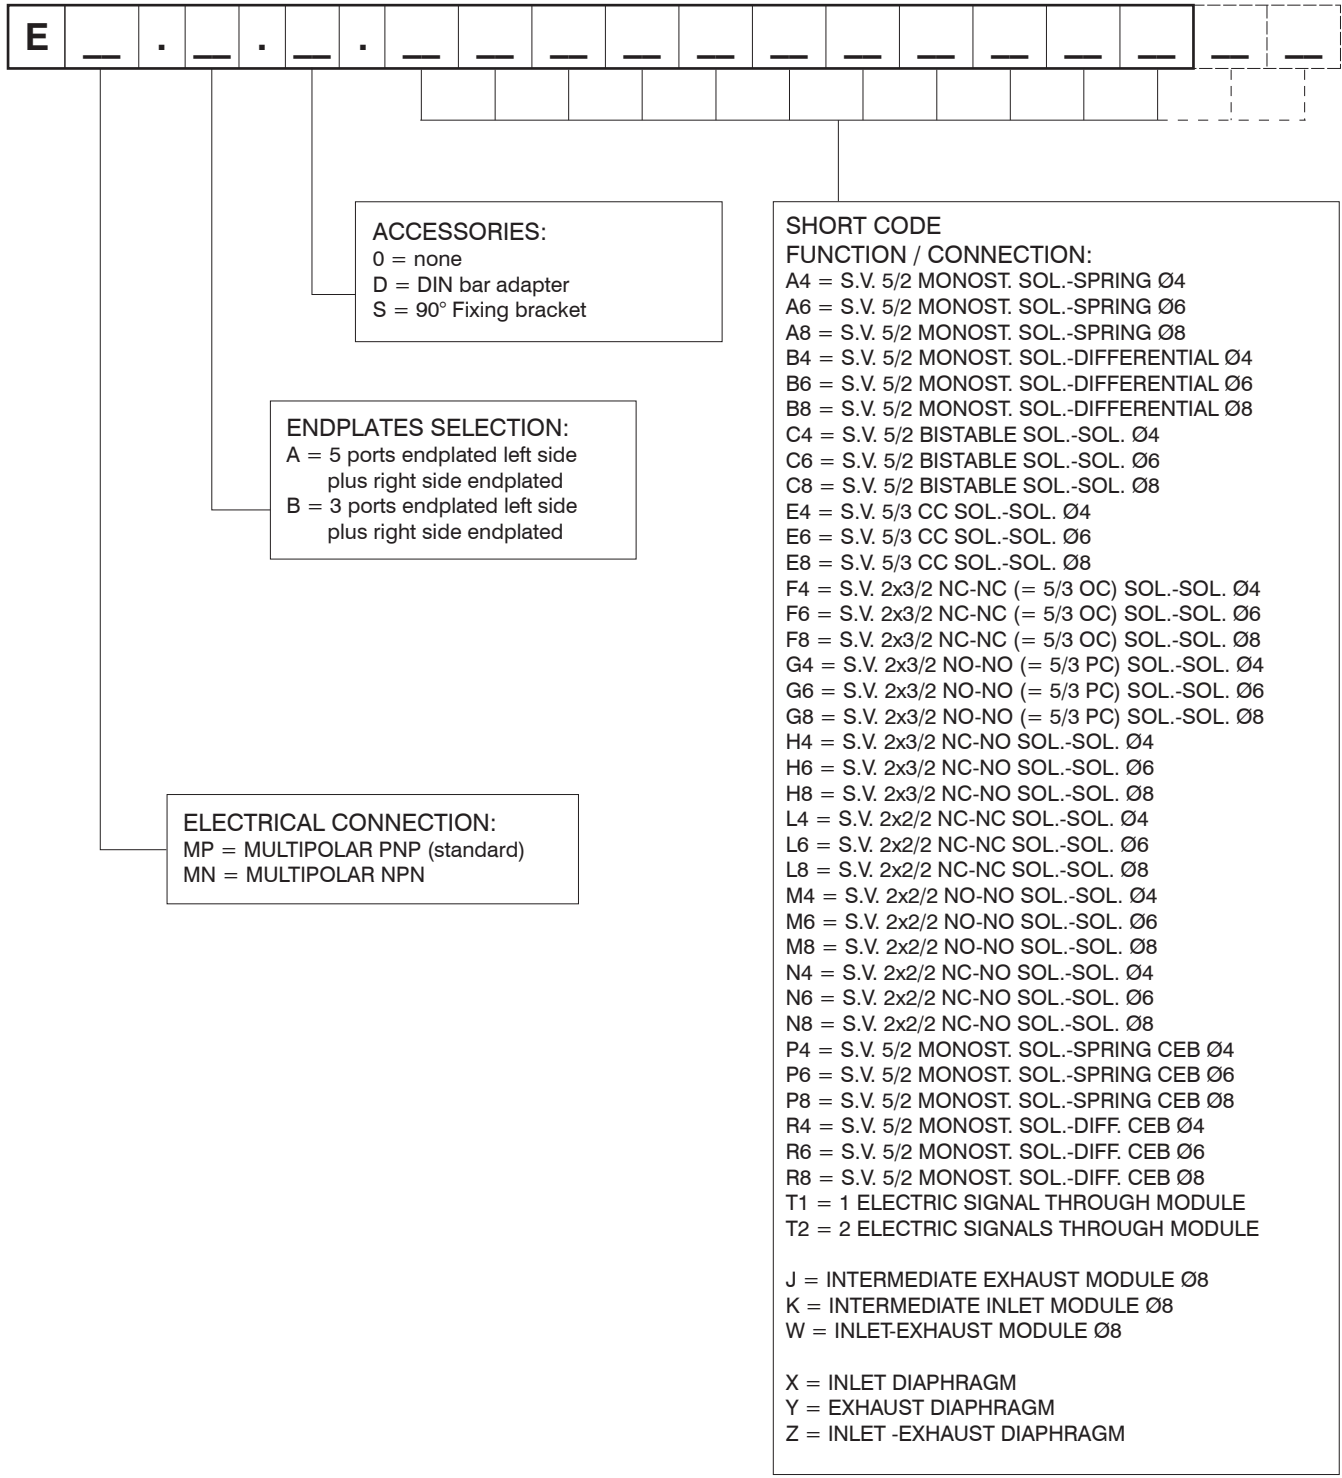 E __ . __ . __ . __ __ __ __ __ __ __ __ __ __ __ __ __
ACCESSORIES:
0 = none
D = DIN bar adapter
S = 90° Fixing bracket
ENDPLATES SELECTION:
A = 5 ports endplated left side
plus right side endplated
B = 3 ports endplated left side
plus right side endplated
ELECTRICAL CONNECTION:
MP = MULTIPOLAR PNP (standard)
MN = MULTIPOLAR NPN
SHORT CODE
FUNCTION / CONNECTION:
A4 = S.V. 5/2 MONOST. SOL.-SPRING Ø4
A6 = S.V. 5/2 MONOST. SOL.-SPRING Ø6
A8 = S.V. 5/2 MONOST. SOL.-SPRING Ø8
B4 = S.V. 5/2 MONOST. SOL.-DIFFERENTIAL Ø4
B6 = S.V. 5/2 MONOST. SOL.-DIFFERENTIAL Ø6
B8 = S.V. 5/2 MONOST. SOL.-DIFFERENTIAL Ø8
C4 = S.V. 5/2 BISTABLE SOL.-SOL. Ø4
C6 = S.V. 5/2 BISTABLE SOL.-SOL. Ø6
C8 = S.V. 5/2 BISTABLE SOL.-SOL. Ø8
E4 = S.V. 5/3 CC SOL.-SOL. Ø4
E6 = S.V. 5/3 CC SOL.-SOL. Ø6
E8 = S.V. 5/3 CC SOL.-SOL. Ø8
F4 = S.V. 2x3/2 NC-NC (= 5/3 OC) SOL.-SOL. Ø4
F6 = S.V. 2x3/2 NC-NC (= 5/3 OC) SOL.-SOL. Ø6
F8 = S.V. 2x3/2 NC-NC (= 5/3 OC) SOL.-SOL. Ø8
G4 = S.V. 2x3/2 NO-NO (= 5/3 PC) SOL.-SOL. Ø4
G6 = S.V. 2x3/2 NO-NO (= 5/3 PC) SOL.-SOL. Ø6
G8 = S.V. 2x3/2 NO-NO (= 5/3 PC) SOL.-SOL. Ø8
H4 = S.V. 2x3/2 NC-NO SOL.-SOL. Ø4
H6 = S.V. 2x3/2 NC-NO SOL.-SOL. Ø6
H8 = S.V. 2x3/2 NC-NO SOL.-SOL. Ø8
L4 = S.V. 2x2/2 NC-NC SOL.-SOL. Ø4
L6 = S.V. 2x2/2 NC-NC SOL.-SOL. Ø6
L8 = S.V. 2x2/2 NC-NC SOL.-SOL. Ø8
M4 = S.V. 2x2/2 NO-NO SOL.-SOL. Ø4
M6 = S.V. 2x2/2 NO-NO SOL.-SOL. Ø6
M8 = S.V. 2x2/2 NO-NO SOL.-SOL. Ø8
N4 = S.V. 2x2/2 NC-NO SOL.-SOL. Ø4
N6 = S.V. 2x2/2 NC-NO SOL.-SOL. Ø6
N8 = S.V. 2x2/2 NC-NO SOL.-SOL. Ø8
P4 = S.V. 5/2 MONOST. SOL.-SPRING CEB Ø4
P6 = S.V. 5/2 MONOST. SOL.-SPRING CEB Ø6
P8 = S.V. 5/2 MONOST. SOL.-SPRING CEB Ø8
R4 = S.V. 5/2 MONOST. SOL.-DIFF. CEB Ø4
R6 = S.V. 5/2 MONOST. SOL.-DIFF. CEB Ø6
R8 = S.V. 5/2 MONOST. SOL.-DIFF. CEB Ø8
T1 = 1 ELECTRIC SIGNAL THROUGH MODULE
T2 = 2 ELECTRIC SIGNALS THROUGH MODULE
J = INTERMEDIATE EXHAUST MODULE Ø8
K = INTERMEDIATE INLET MODULE Ø8
W = INLET-EXHAUST MODULE Ø8
X = INLET DIAPHRAGM
Y = EXHAUST DIAPHRAGM
Z = INLET -EXHAUST DIAPHRAGM